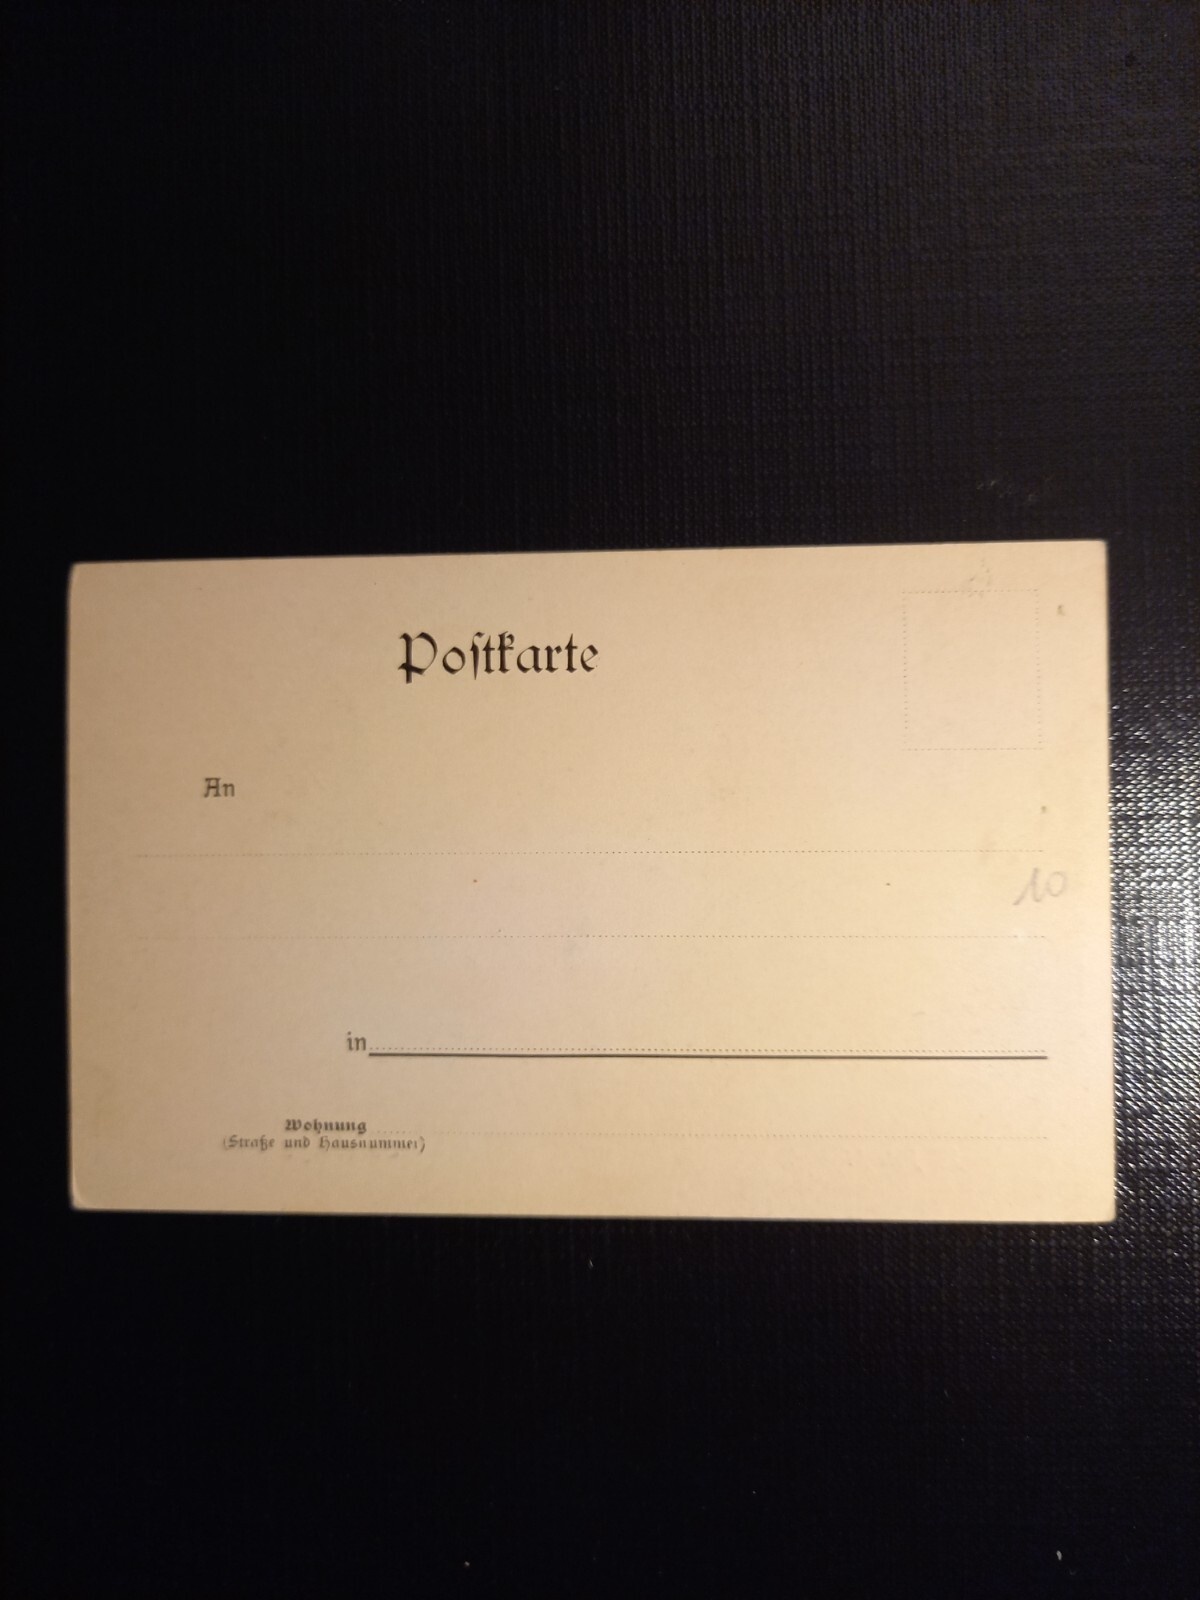 Poſtkarte
An
10
in
Wohnung
(Straße und Hausnummer)